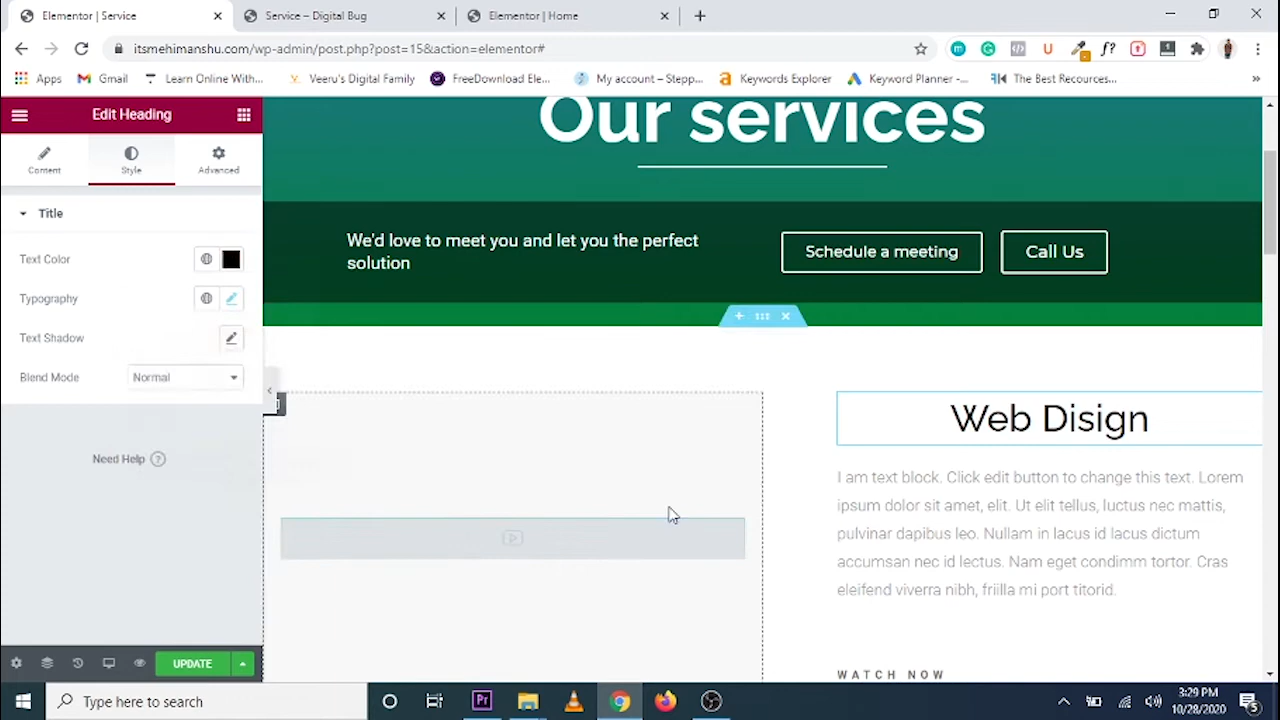 Elementor | Service
Service – Digital Bug
Elementor | Home
itsmehimanshu.com/wp-admin/post.php?post=15&action=elementor#
Apps
Gmail
Learn Online With...
Veeru's Digital Family
FreeDownload Ele...
My account – Stepp...
Keywords Explorer
Keyword Planner -...
The Best Recources...
Edit Heading
Content
Style
Advanced
Title
Text Color
Typography
Text Shadow
Blend Mode
Normal
Need Help
UPDATE
Our services
We'd love to meet you and let you the perfect
solution
Schedule a meeting
Call Us
Web Disign
I am text block. Click edit button to change this text. Lorem
ipsum dolor sit amet, elit. Ut elit tellus, luctus nec mattis,
pulvinar dapibus leo. Nullam in lacus id lacus dictum
accumsan nec id lectus. Nam eget condimm tortor. Cras
eleifend viverra nibh, friilla mi port titorid.
WATCH NOW
Type here to search
3:29 PM
10/28/2020